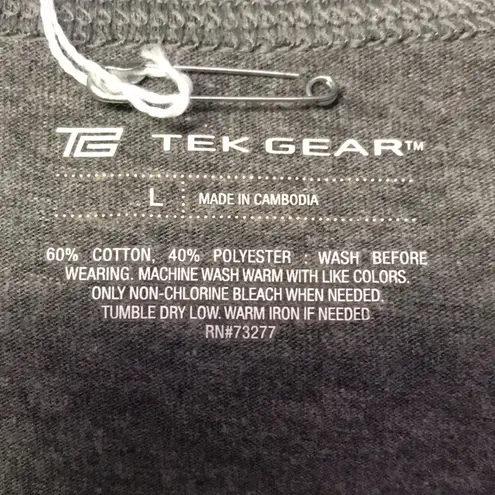 TG TEK GEAR™
L : MADE IN CAMBODIA
60% COTTON, 40% POLYESTER : WASH BEFORE
WEARING. MACHINE WASH WARM WITH LIKE COLORS.
ONLY NON-CHLORINE BLEACH WHEN NEEDED.
TUMBLE DRY LOW. WARM IRON IF NEEDED
RN#73277